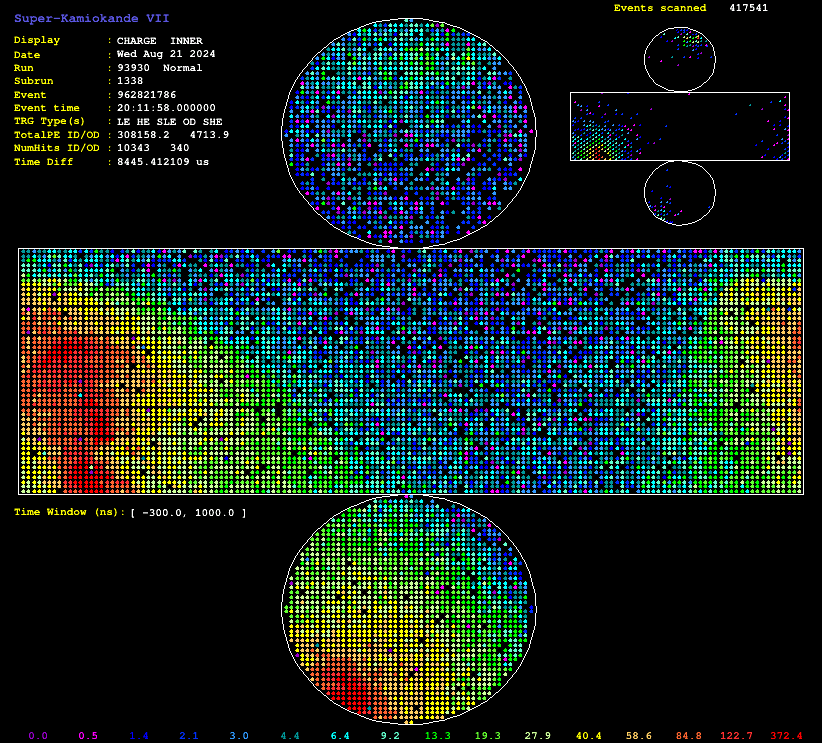 Events scanned 417541
Super-Kamiokande VII
Display : CHARGE INNER
Date : Wed Aug 21 2024
Run : 93930 Normal
Subrun : 1338
Event : 962821786
Event time : 20:11:58.000000
TRG Type(s) : LE HE SLE OD SHE
TotalPE ID/OD : 308158.2 4713.9
NumHits ID/OD : 10343 340
Time Diff : 8445.412109 us
Time Window (ns): [ -300.0, 1000.0 ]
0.0 0.5 1.4 2.1 3.0 4.4 6.4 9.2 13.3 19.3 27.9 40.4 58.6 84.8 122.7 372.4